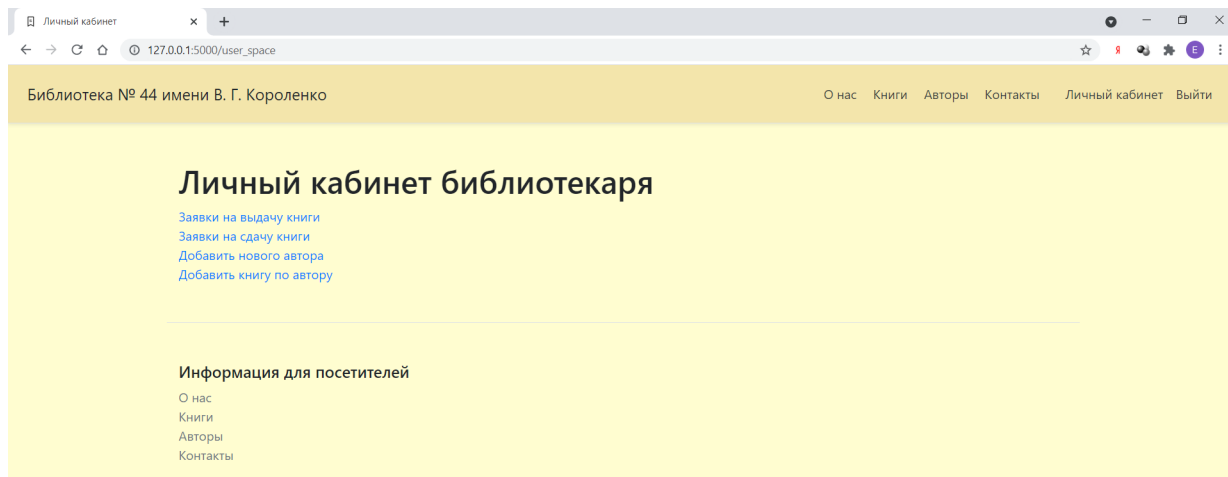 Личный кабинет
127.0.0.1:5000/user_space
Я
E
Библиотека № 44 имени В. Г. Короленко
О нас Книги Авторы Контакты Личный кабинет Выйти
Личный кабинет библиотекаря
Заявки на выдачу книги
Заявки на сдачу книги
Добавить нового автора
Добавить книгу по автору
Информация для посетителей
О нас
Книги
Авторы
Контакты